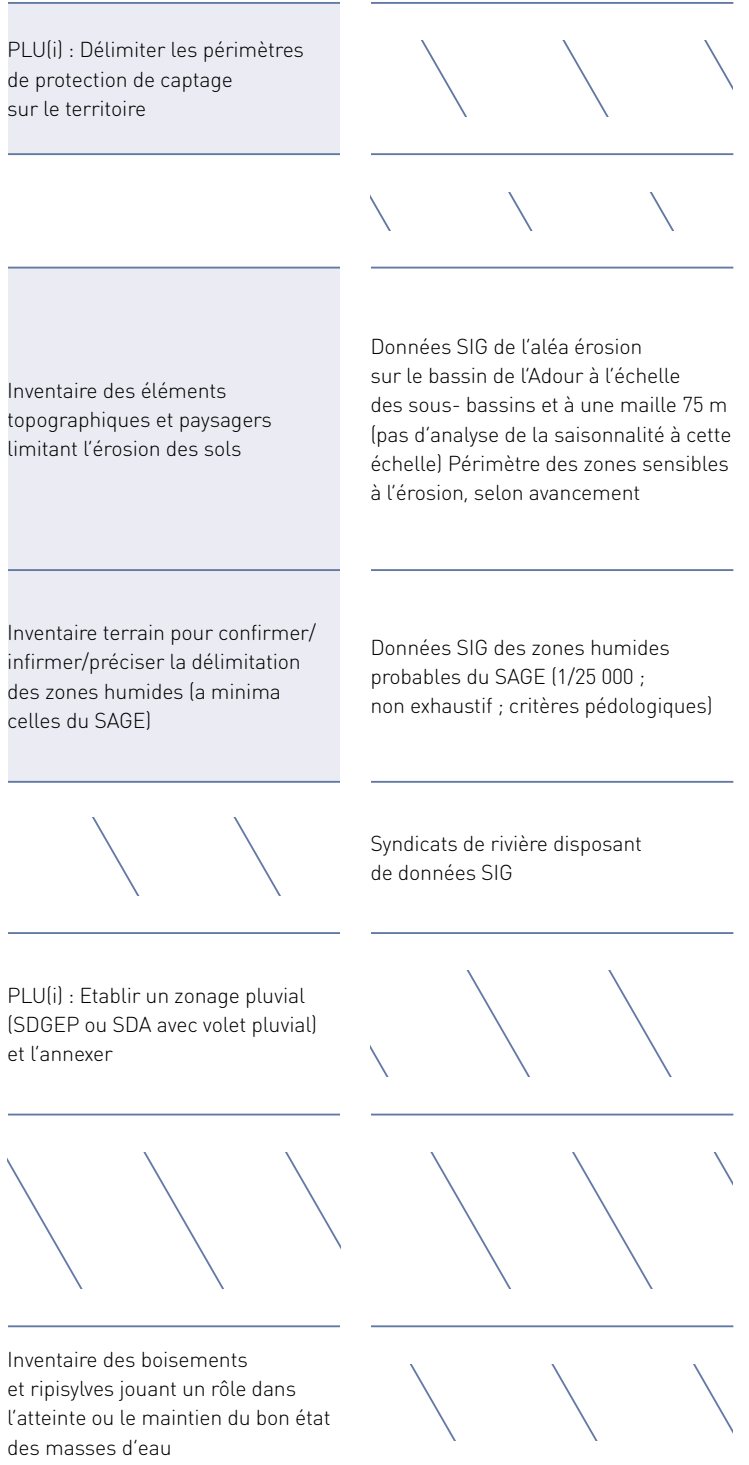 PLU(i) : Délimiter les périmètres
de protection de captage
sur le territoire
Inventaire des éléments
topographiques et paysagers
limitant l’érosion des sols
Données SIG de l’aléa érosion
sur le bassin de l’Adour à l’échelle
des sous- bassins et à une maille 75 m
(pas d’analyse de la saisonnalité à cette
échelle) Périmètre des zones sensibles
à l’érosion, selon avancement
Inventaire terrain pour confirmer/
infirmer/préciser la délimitation
des zones humides (a minima
celles du SAGE)
Données SIG des zones humides
probables du SAGE (1/25 000 ;
non exhaustif ; critères pédologiques)
Syndicats de rivière disposant
de données SIG
PLU(i) : Etablir un zonage pluvial
(SDGEP ou SDA avec volet pluvial)
et l’annexer
Inventaire des boisements
et ripisylves jouant un rôle dans
l’atteinte ou le maintien du bon état
des masses d’eau